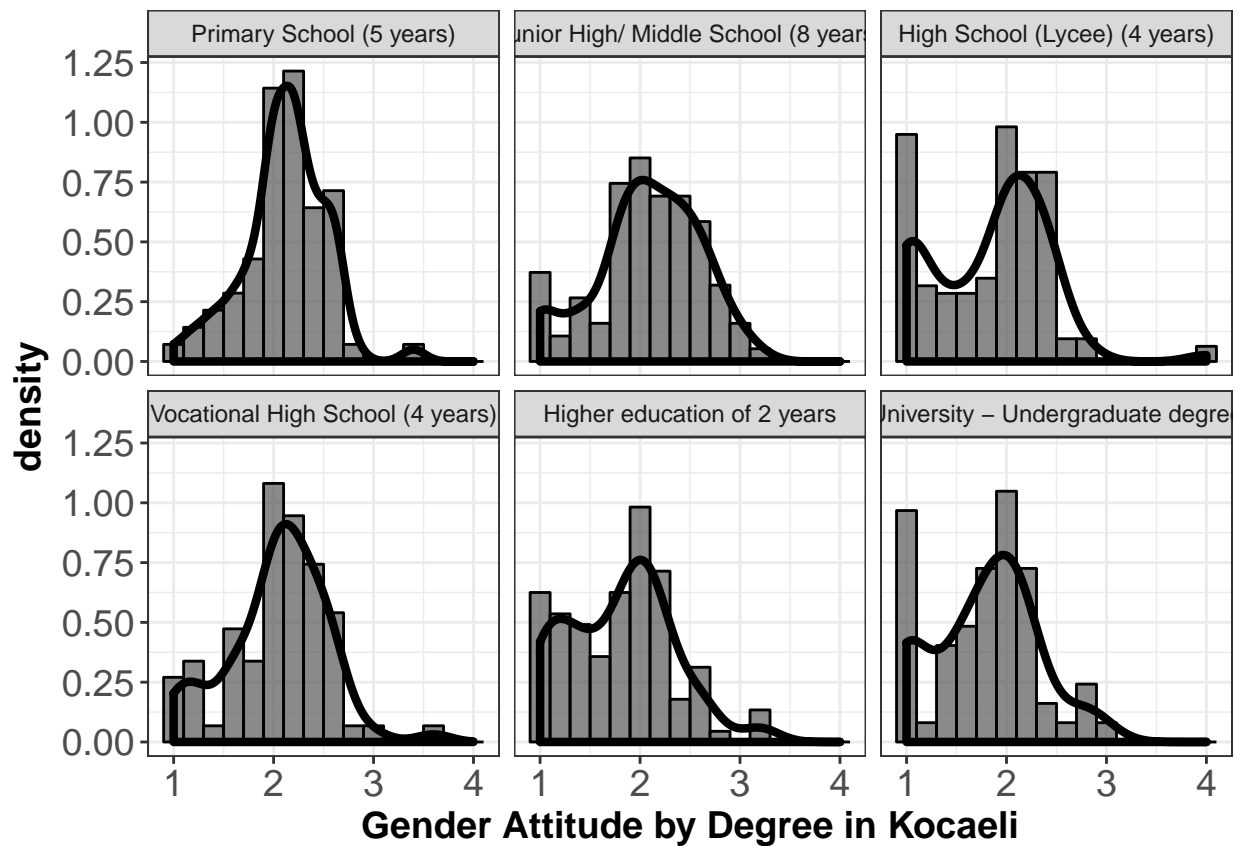 Primary School (5 years)
unior High/ Middle School (8 year
High School (Lycee) (4 years)
1.25
1.00
0.75
0.50
0.25
0.00
Vocational High School (4 years)
Higher education of 2 years
University – Undergraduate degre
1.25
1.00
0.75
0.50
0.25
0.00
density
1 2 3 4
1 2 3 4
1 2 3 4
Gender Attitude by Degree in Kocaeli